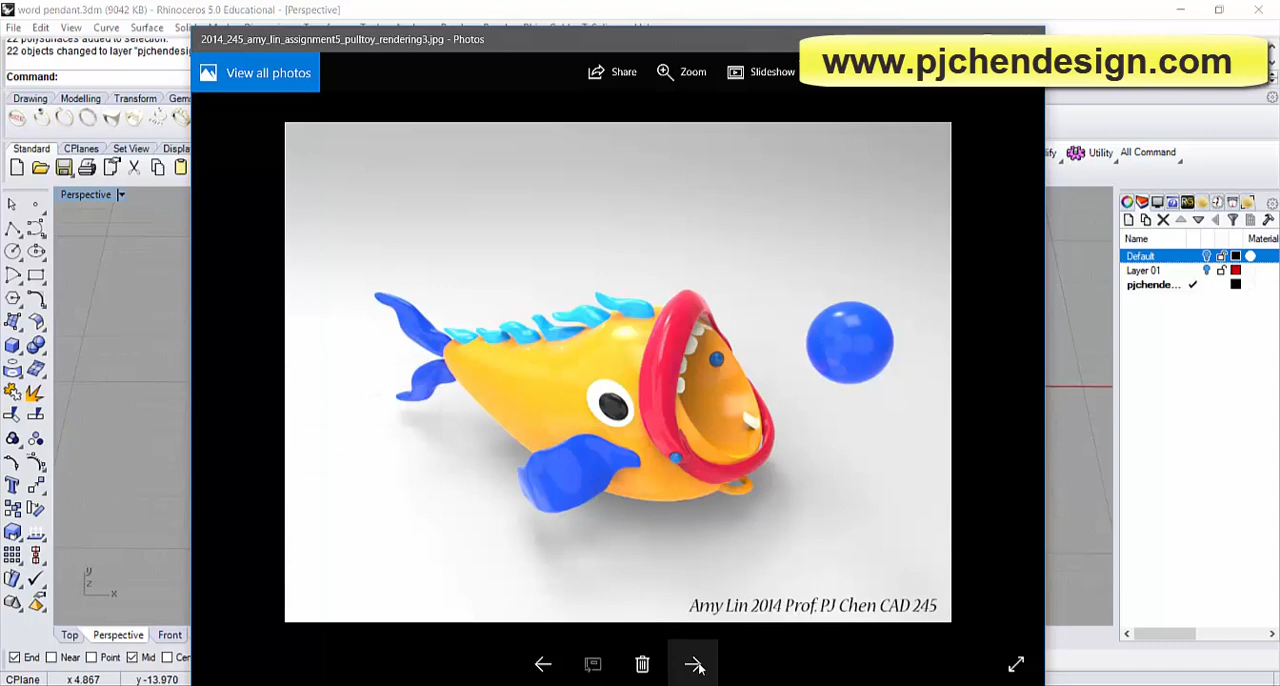 word pendant.3dm (9042 KB) - Rhinoceros 5.0 Educational - [Perspective]
File Edit View Curve Surface
22 objects changed to layer "pjchendesi
Command:
2014_245_amy_lin_assignment5_pulltoy_rendering3.jpg - Photos
View all photos
Share
Zoom
Slideshow
www.pjchendesign.com
Drawing Modelling Transform
Standard CPlanes Set View
Utility
All Command
Perspective
Name Material
Default
Layer 01
pjchende...
Amy Lin 2014 Prof. PJ Chen CAD 245
y
z
x
Top Perspective Front
End Near Point Mid
CPlane x 4.867 y -13.970